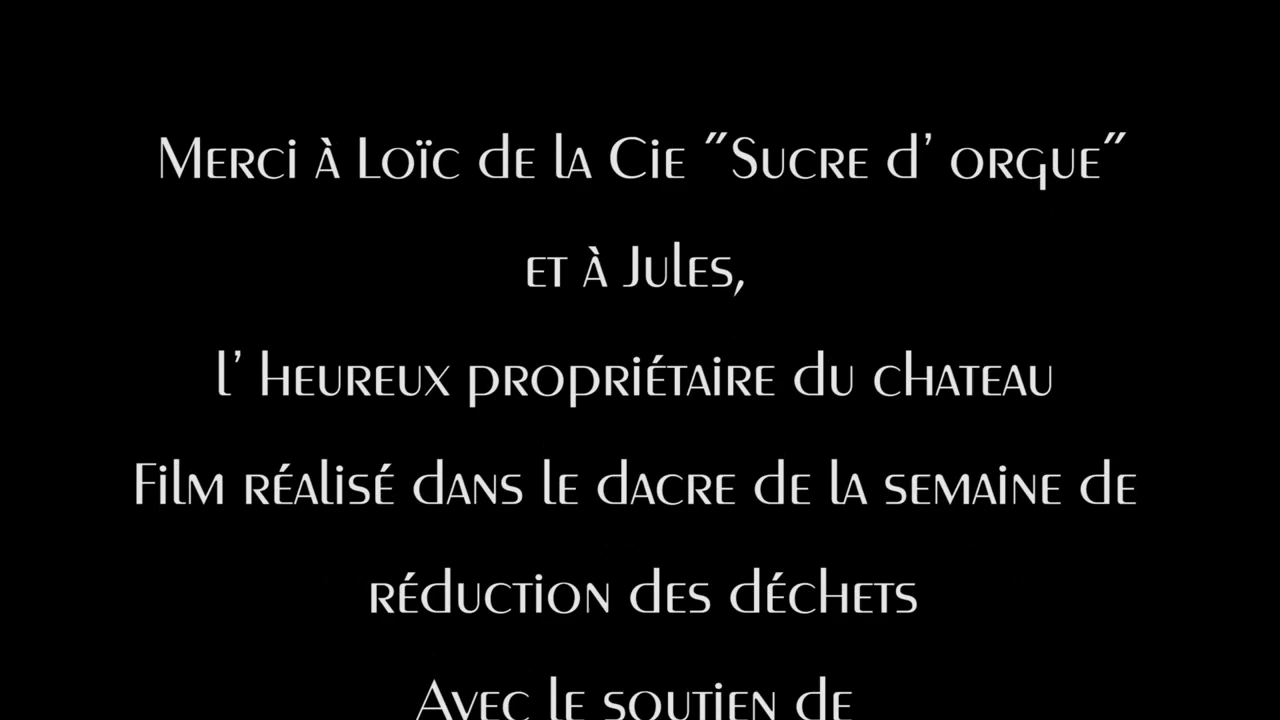 Merci à Loïc de la Cie "Sucre d' orgue"
et à Jules,
l' heureux propriétaire du chateau
Film réalisé dans le dacre de la semaine de
réduction des déchets
Avec le soutien de